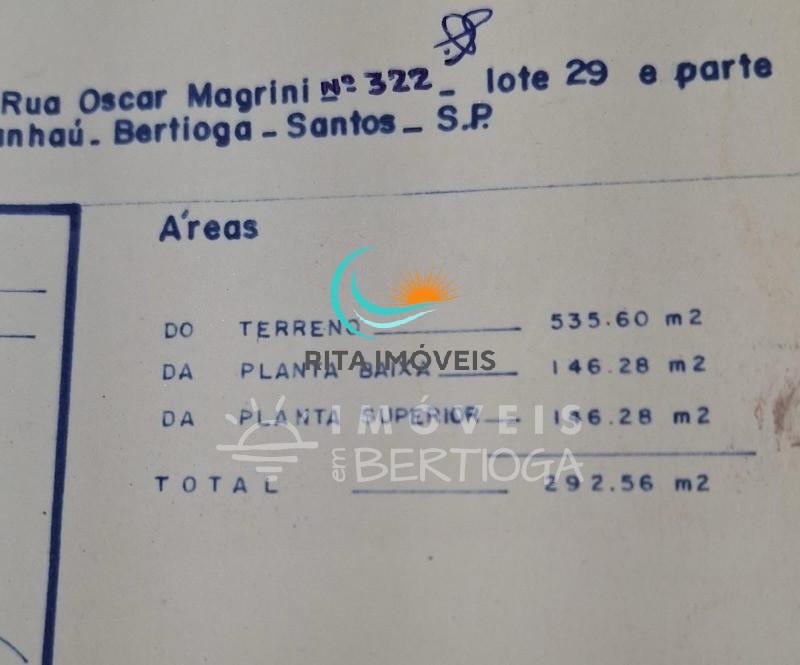 Rua Oscar Magrini Nº 322 _ lote 29 e parte
nhaú _ Bertioga _ Santos _ S.P.
Áreas
DO TERRENO 535.60 m2
RITA IMÓVEIS
DA PLANTA BAIXA 146.28 m2
DA PLANTA SUPERIOR 146.28 m2
IMÓVEIS
em BERTIOGA
TOTAL 292.56 m2